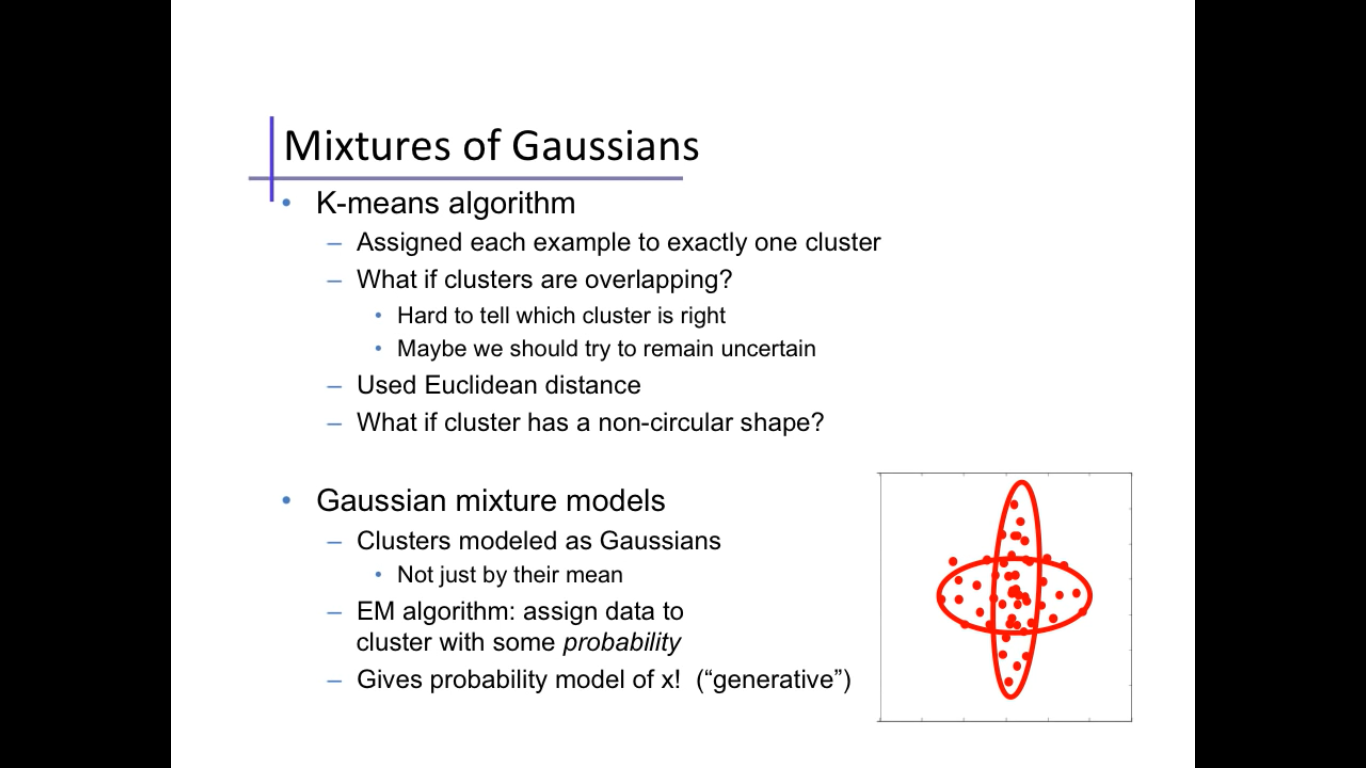 Mixtures of Gaussians
• K-means algorithm
– Assigned each example to exactly one cluster
– What if clusters are overlapping?
• Hard to tell which cluster is right
• Maybe we should try to remain uncertain
– Used Euclidean distance
– What if cluster has a non-circular shape?
• Gaussian mixture models
– Clusters modeled as Gaussians
• Not just by their mean
– EM algorithm: assign data to
cluster with some probability
– Gives probability model of x! (“generative”)